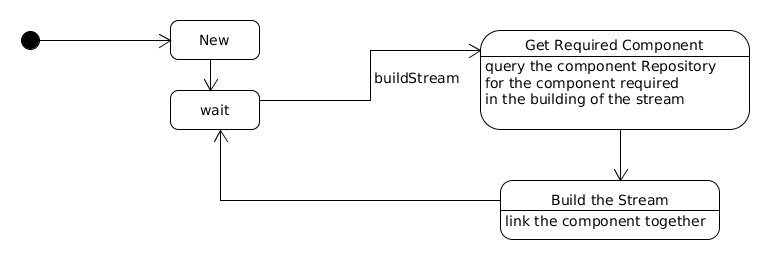 New
wait
buildStream
Get Required Component
query the component Repository
for the component required
in the building of the stream
Build the Stream
link the component together